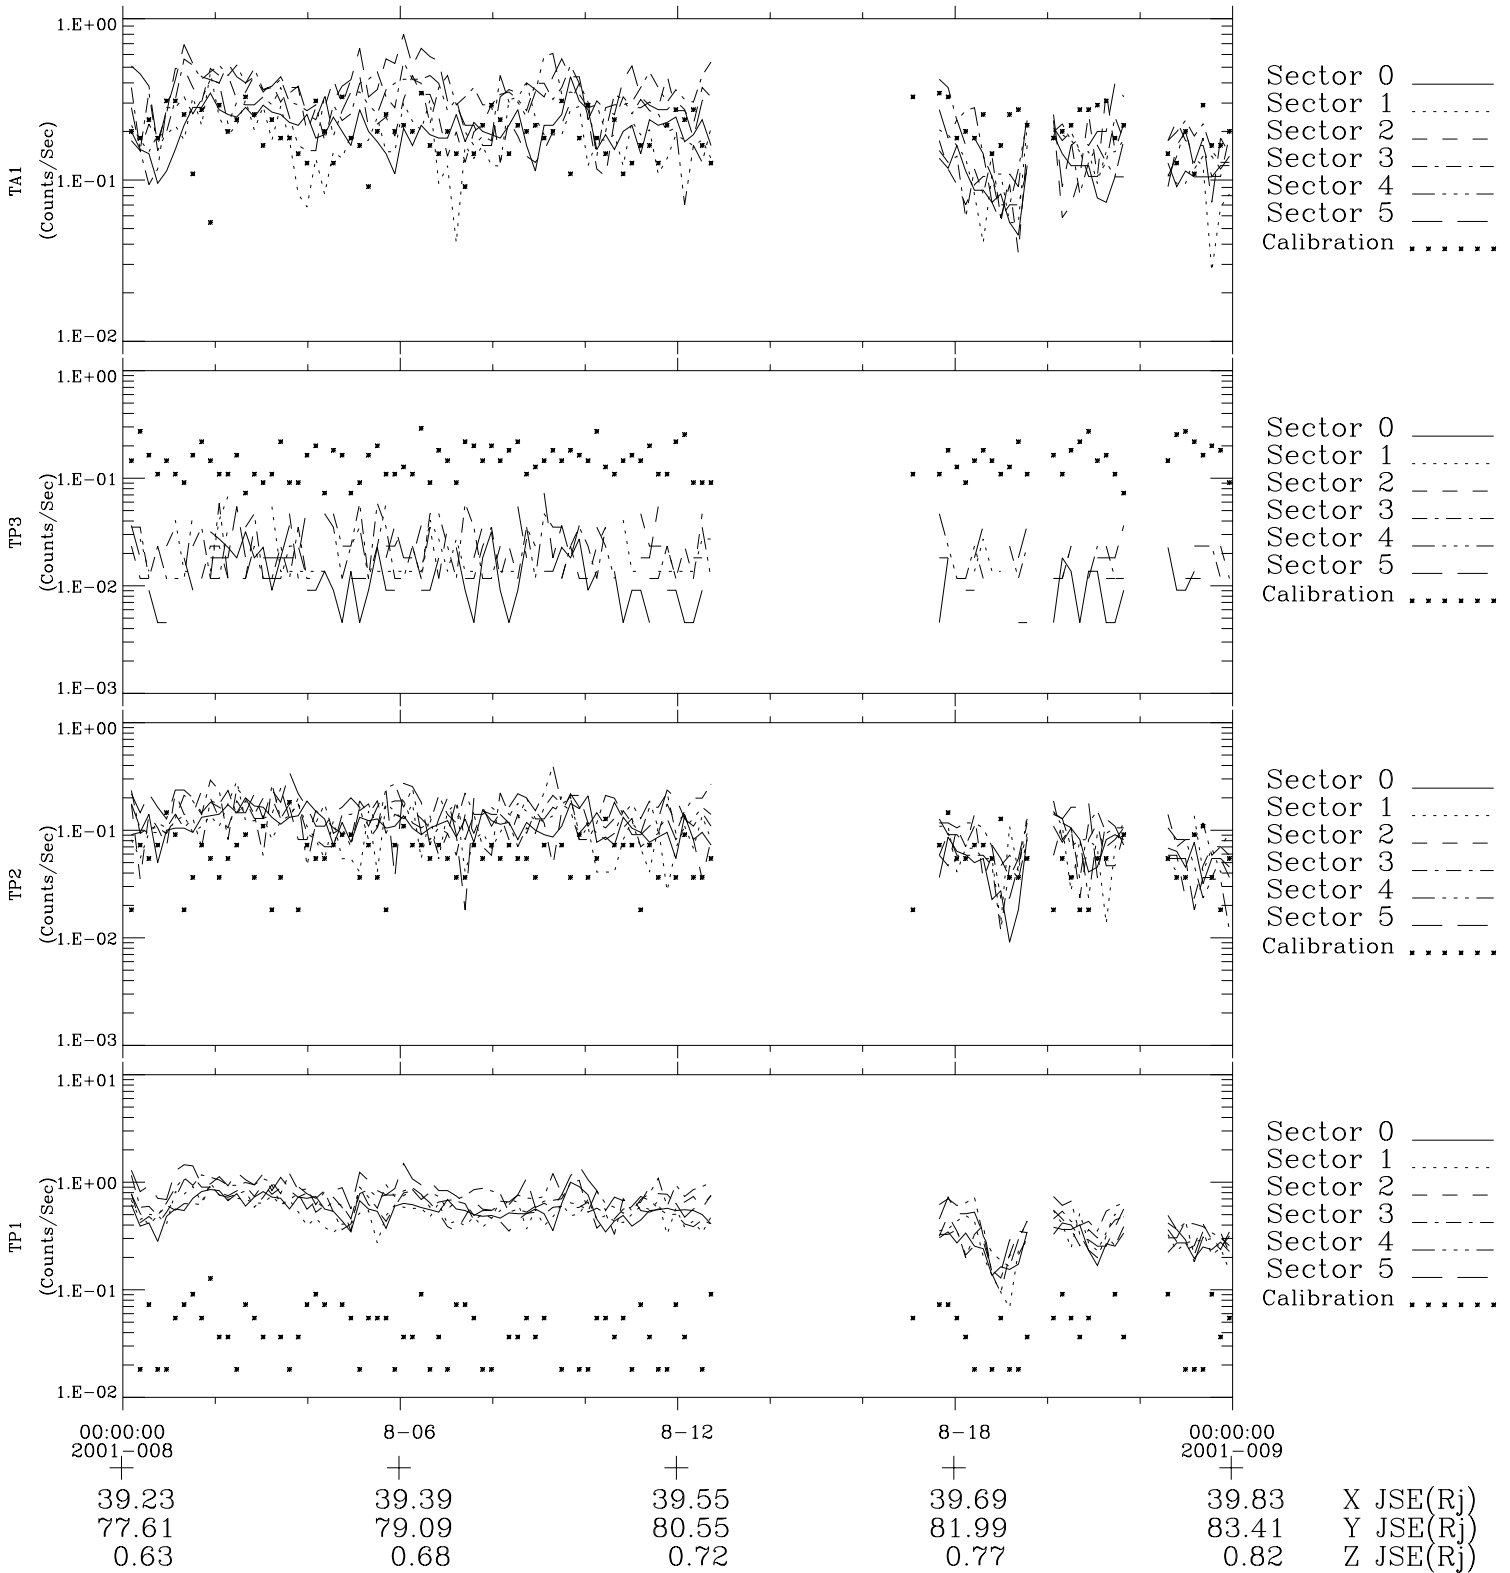 1.E+00
1.E-01
1.E-02
TA1
(Counts/Sec)
Sector 0
Sector 1
Sector 2
Sector 3
Sector 4
Sector 5
Calibration
1.E+00
1.E-01
1.E-02
1.E-03
TP3
(Counts/Sec)
Sector 0
Sector 1
Sector 2
Sector 3
Sector 4
Sector 5
Calibration
1.E+00
1.E-01
1.E-02
1.E-03
TP2
(Counts/Sec)
Sector 0
Sector 1
Sector 2
Sector 3
Sector 4
Sector 5
Calibration
1.E+01
1.E+00
1.E-01
1.E-02
TP1
(Counts/Sec)
Sector 0
Sector 1
Sector 2
Sector 3
Sector 4
Sector 5
Calibration
00:00:00 8-06 8-12 8-18 00:00:00
2001-008 2001-009
39.23 39.39 39.55 39.69 39.83 X JSE(Rj)
77.61 79.09 80.55 81.99 83.41 Y JSE(Rj)
0.63 0.68 0.72 0.77 0.82 Z JSE(Rj)